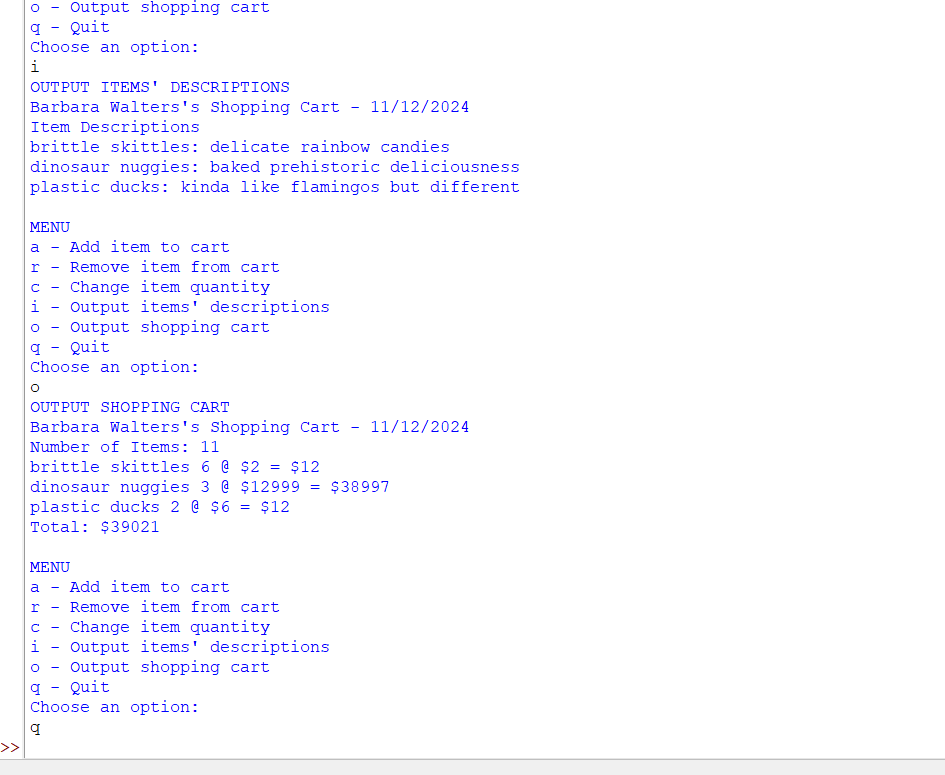 o - Output shopping cart
q - Quit
Choose an option:
i
OUTPUT ITEMS' DESCRIPTIONS
Barbara Walters's Shopping Cart - 11/12/2024
Item Descriptions
brittle skittles: delicate rainbow candies
dinosaur nuggies: baked prehistoric deliciousness
plastic ducks: kinda like flamingos but different

MENU
a - Add item to cart
r - Remove item from cart
c - Change item quantity
i - Output items' descriptions
o - Output shopping cart
q - Quit
Choose an option:
o
OUTPUT SHOPPING CART
Barbara Walters's Shopping Cart - 11/12/2024
Number of Items: 11
brittle skittles 6 @ $2 = $12
dinosaur nuggies 3 @ $12999 = $38997
plastic ducks 2 @ $6 = $12
Total: $39021

MENU
a - Add item to cart
r - Remove item from cart
c - Change item quantity
i - Output items' descriptions
o - Output shopping cart
q - Quit
Choose an option:
q
>>